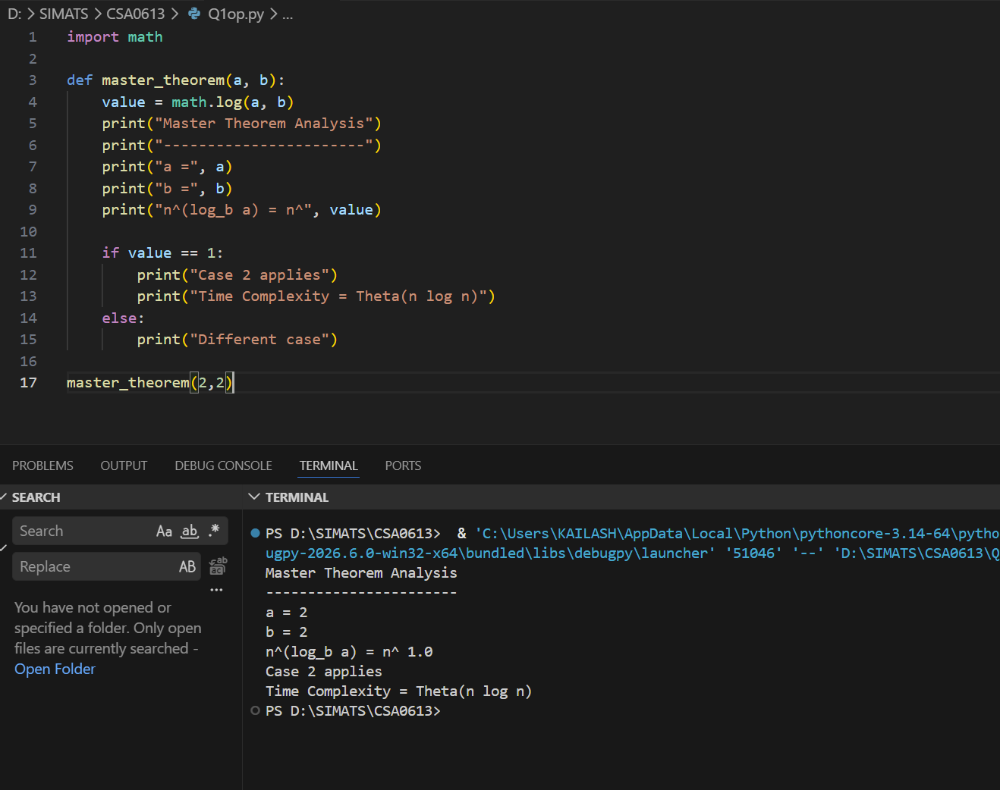 D: > SIMATS > CSA0613 > Q1op.py > ...
1 import math
2
3 def master_theorem(a, b):
4     value = math.log(a, b)
5     print("Master Theorem Analysis")
6     print("-----------------------")
7     print("a =", a)
8     print("b =", b)
9     print("n^(log_b a) = n^", value)
10
11     if value == 1:
12         print("Case 2 applies")
13         print("Time Complexity = Theta(n log n)")
14     else:
15         print("Different case")
16
17 master_theorem(2,2)
PROBLEMS OUTPUT DEBUG CONSOLE TERMINAL PORTS
SEARCH
Search Aa ab .*
Replace AB ab ac
...
You have not opened or
specified a folder. Only open
files are currently searched -
Open Folder
TERMINAL
PS D:\SIMATS\CSA0613>  & 'C:\Users\KAILASH\AppData\Local\Python\pythoncore-3.14-64\pytho
ugpy-2026.6.0-win32-x64\bundled\libs\debugpy\launcher' '51046' '--' 'D:\SIMATS\CSA0613\Q
Master Theorem Analysis
-----------------------
a = 2
b = 2
n^(log_b a) = n^ 1.0
Case 2 applies
Time Complexity = Theta(n log n)
PS D:\SIMATS\CSA0613>